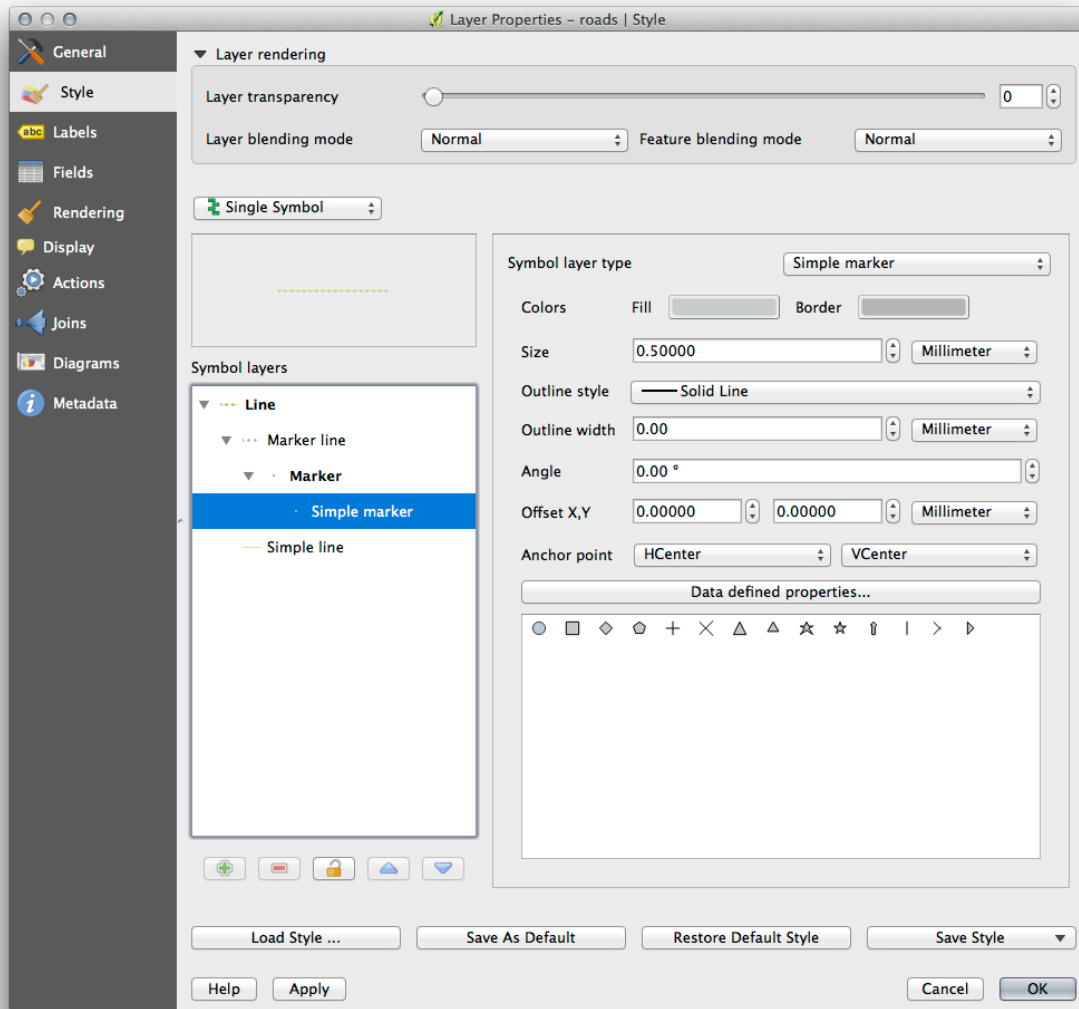 Layer Properties – roads | Style
General
Style
abc Labels
Fields
Rendering
Display
Actions
Joins
Diagrams
i Metadata
Layer rendering
Layer transparency 0
Layer blending mode Normal Feature blending mode Normal
Single Symbol
Symbol layers
Line
Marker line
Marker
Simple marker
Simple line
Symbol layer type Simple marker
Colors Fill Border
Size 0.50000 Millimeter
Outline style Solid Line
Outline width 0.00 Millimeter
Angle 0.00 °
Offset X,Y 0.00000 0.00000 Millimeter
Anchor point HCenter VCenter
Data defined properties...
Load Style ... Save As Default Restore Default Style Save Style
Help Apply Cancel OK